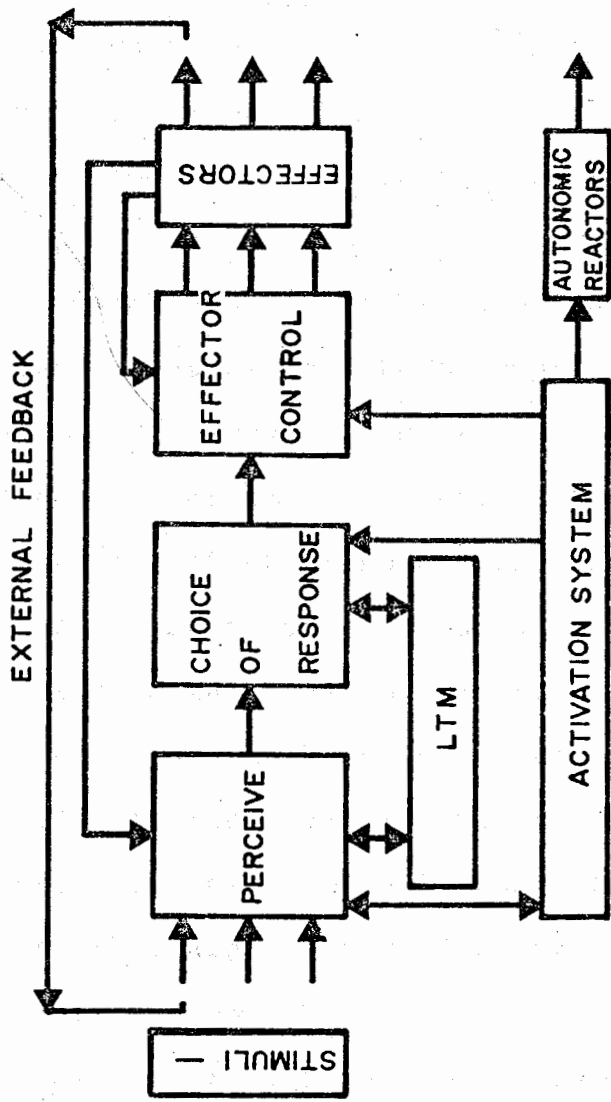 EXTERNAL FEEDBACK
STIMULI —
PERCEIVE
CHOICE
OF
RESPONSE
EFFECTOR
CONTROL
EFFECTORS
LTM
ACTIVATION SYSTEM
AUTONOMIC
REACTORS